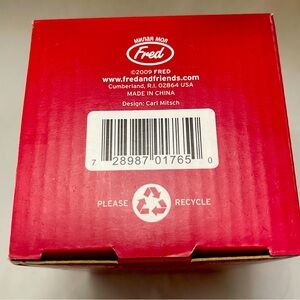 МИЛАЯ МОЯ
Fred
©2009 FRED
www.fredandfriends.com
Cumberland, R.I. 02864 USA
MADE IN CHINA
Design: Carl Mitsch
7 28987 01765 0
PLEASE RECYCLE